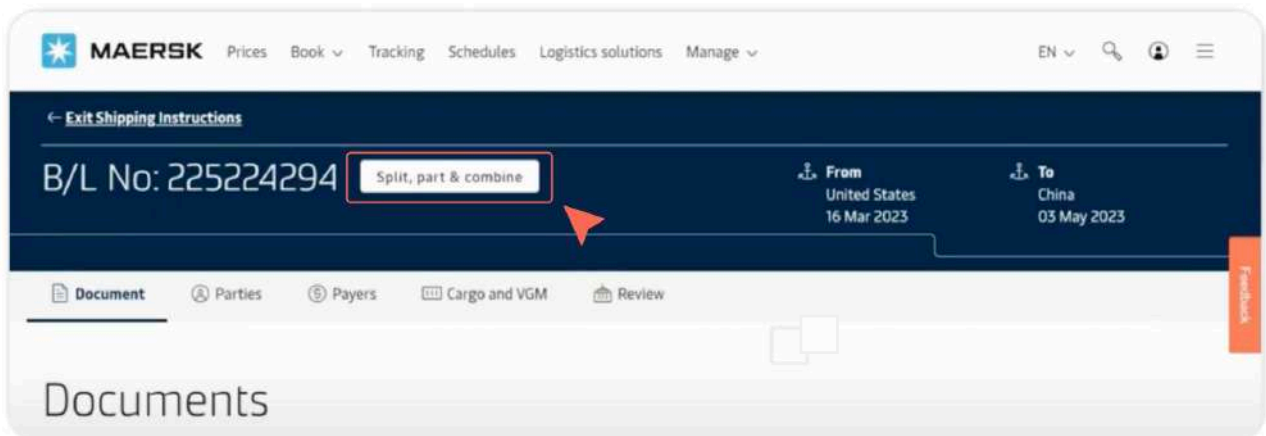 MAERSK Prices Book Tracking Schedules Logistics solutions Manage EN
← Exit Shipping Instructions
B/L No: 225224294 Split, part & combine
From
United States
16 Mar 2023
To
China
03 May 2023
Feedback
Document Parties Payers Cargo and VGM Review
Documents